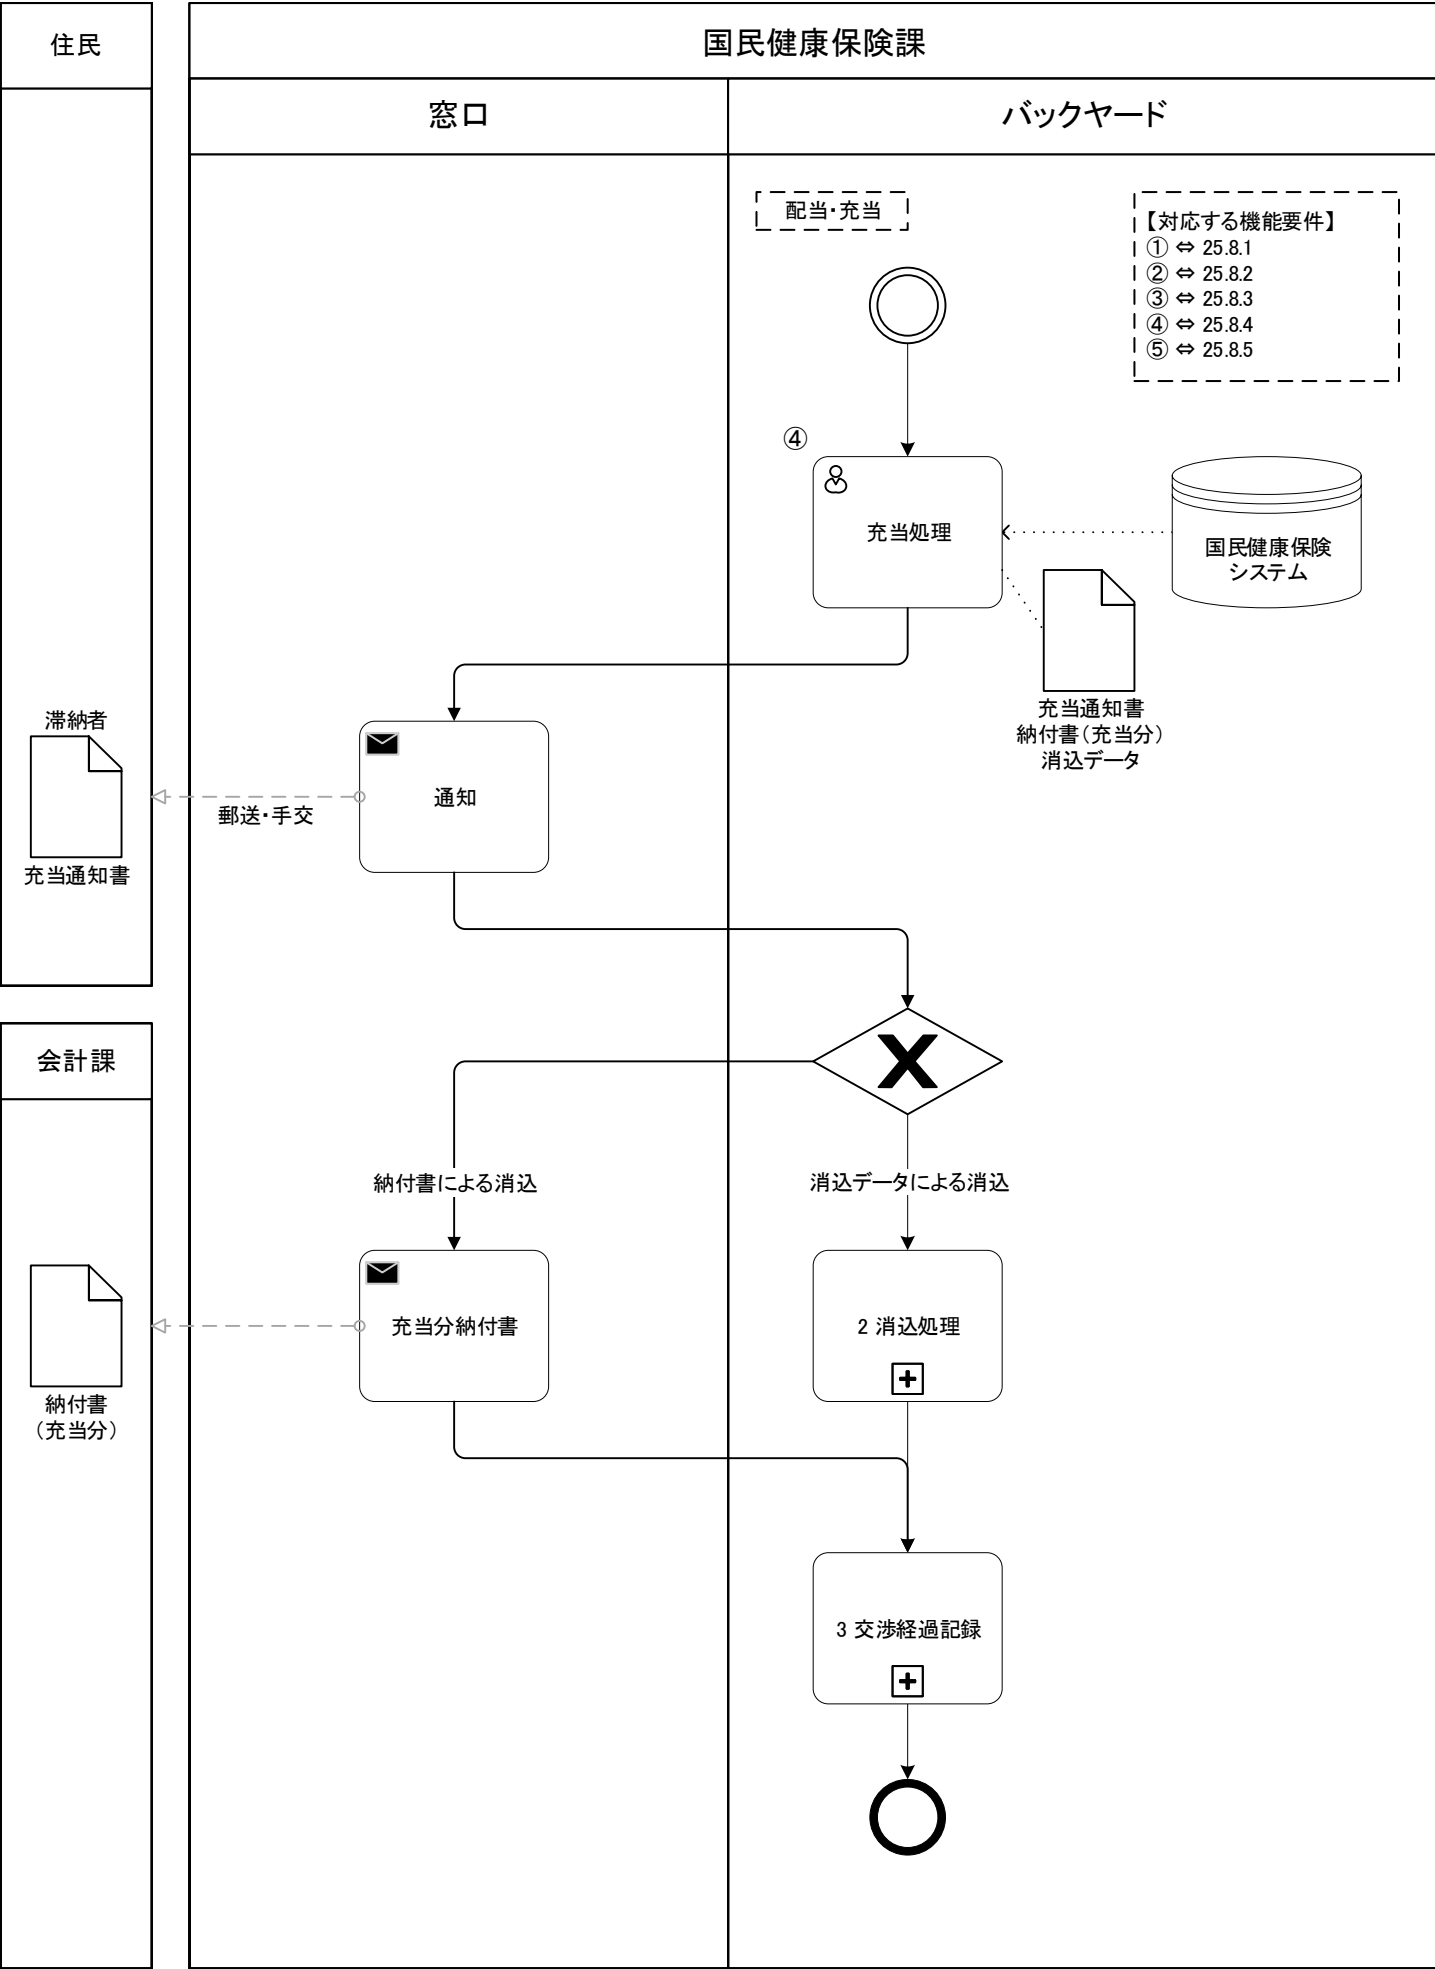 住民
国民健康保険課
窓口
バックヤード
配当・充当
【対応する機能要件】
① ⇔ 25.8.1
② ⇔ 25.8.2
③ ⇔ 25.8.3
④ ⇔ 25.8.4
⑤ ⇔ 25.8.5
④
充当処理
国民健康保険
システム
充当通知書
納付書（充当分）
消込データ
滞納者
充当通知書
郵送・手交
通知
会計課
納付書による消込
消込データによる消込
納付書
（充当分）
充当分納付書
2 消込処理
3 交渉経過記録